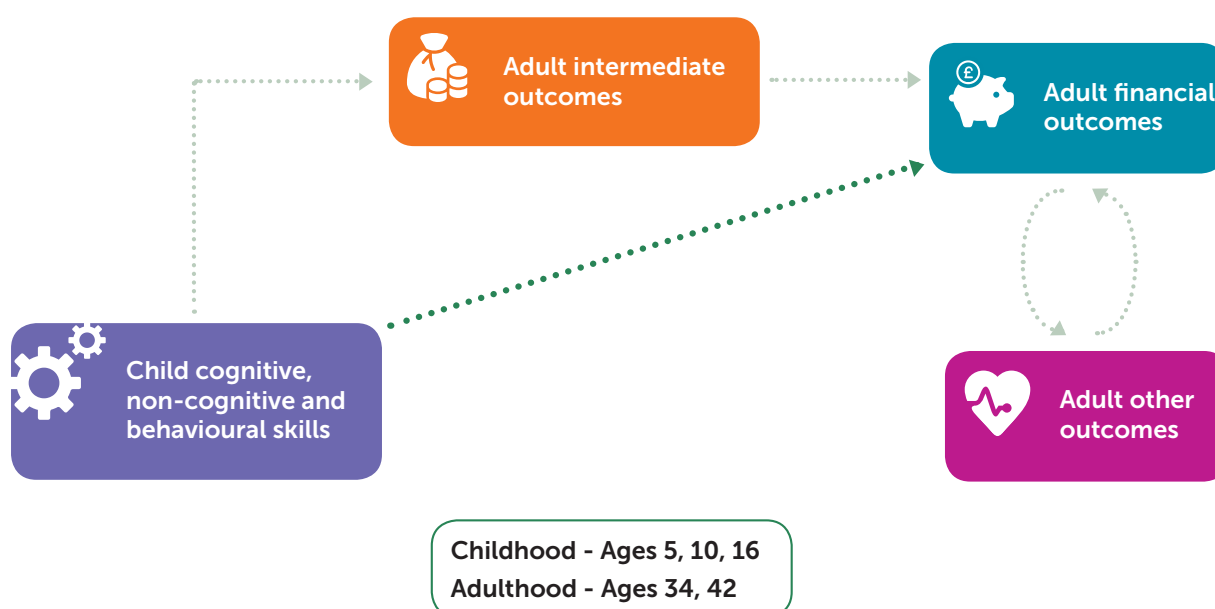 Adult intermediate
outcomes
£
Adult financial
outcomes
Child cognitive,
non-cognitive and
behavioural skills
Adult other
outcomes
Childhood - Ages 5, 10, 16
Adulthood - Ages 34, 42